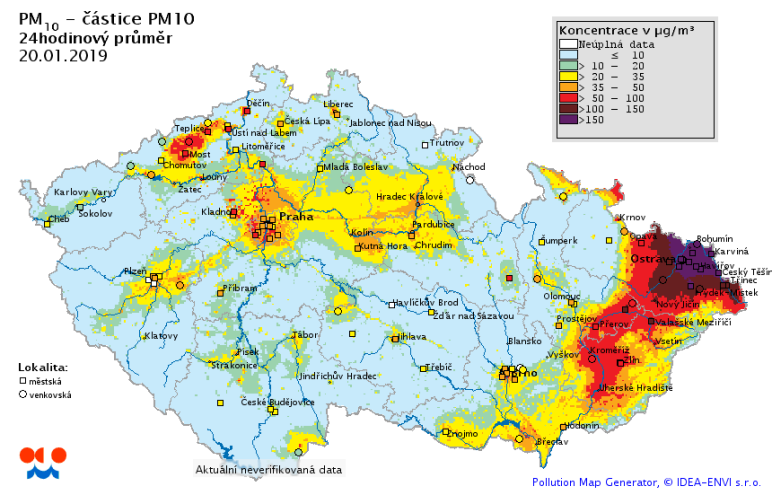 PM10 – částice PM10
24hodinový průměr
20.01.2019
Koncentrace v µg/m³
Neúplná data
≤ 10
> 10 – 20
> 20 – 35
> 35 – 50
> 50 – 100
>100 – 150
>150
Děčín
Liberec
Teplice
Ústí nad Labem
Česká Lípa
Jablonec nad Nisou
Most
Litoměřice
Trutnov
Chomutov
Mladá Boleslav
Náchod
Louny
Žatec
Karlovy Vary
Sokolov
Cheb
Hradec Králové
Kladno
Praha
Pardubice
Krnov
Opava
Bohumín
Kolín
Kutná Hora
Chrudim
Šumperk
Karviná
Ostrava
Havířov
Český Těšín
Třinec
Plzeň
Příbram
Frýdek-Místek
Olomouc
Nový Jičín
Havlíčkův Brod
Žďár nad Sázavou
Prostějov
Přerov
Valašské Meziříčí
Klatovy
Tábor
Jihlava
Blansko
Vsetín
Písek
Vyškov
Kroměříž
Strakonice
Třebíč
Zlín
Jindřichův Hradec
Brno
Uherské Hradiště
České Budějovice
Hodonín
Znojmo
Břeclav
Lokalita:
městská
venkovská
Aktuální neverifikovaná data
Pollution Map Generator, © IDEA-ENVI s.r.o.